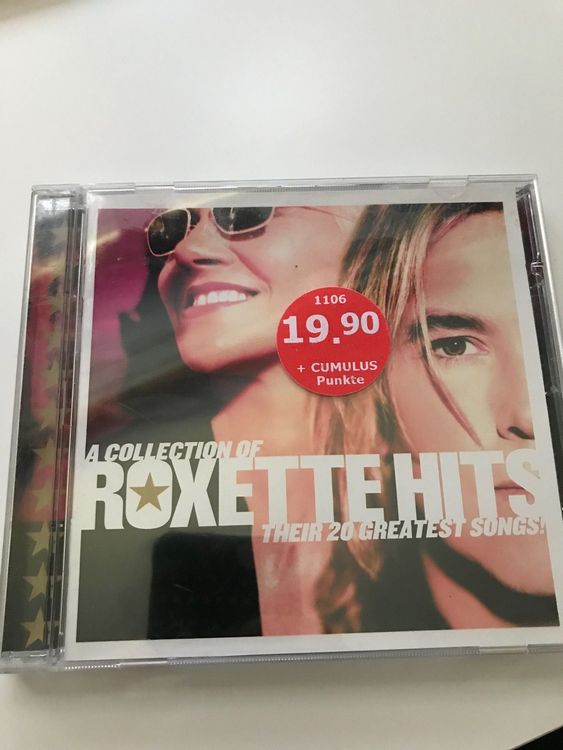 1106
19.90
+ CUMULUS
Punkte
A COLLECTION OF
ROXETTE HITS
THEIR 20 GREATEST SONGS!